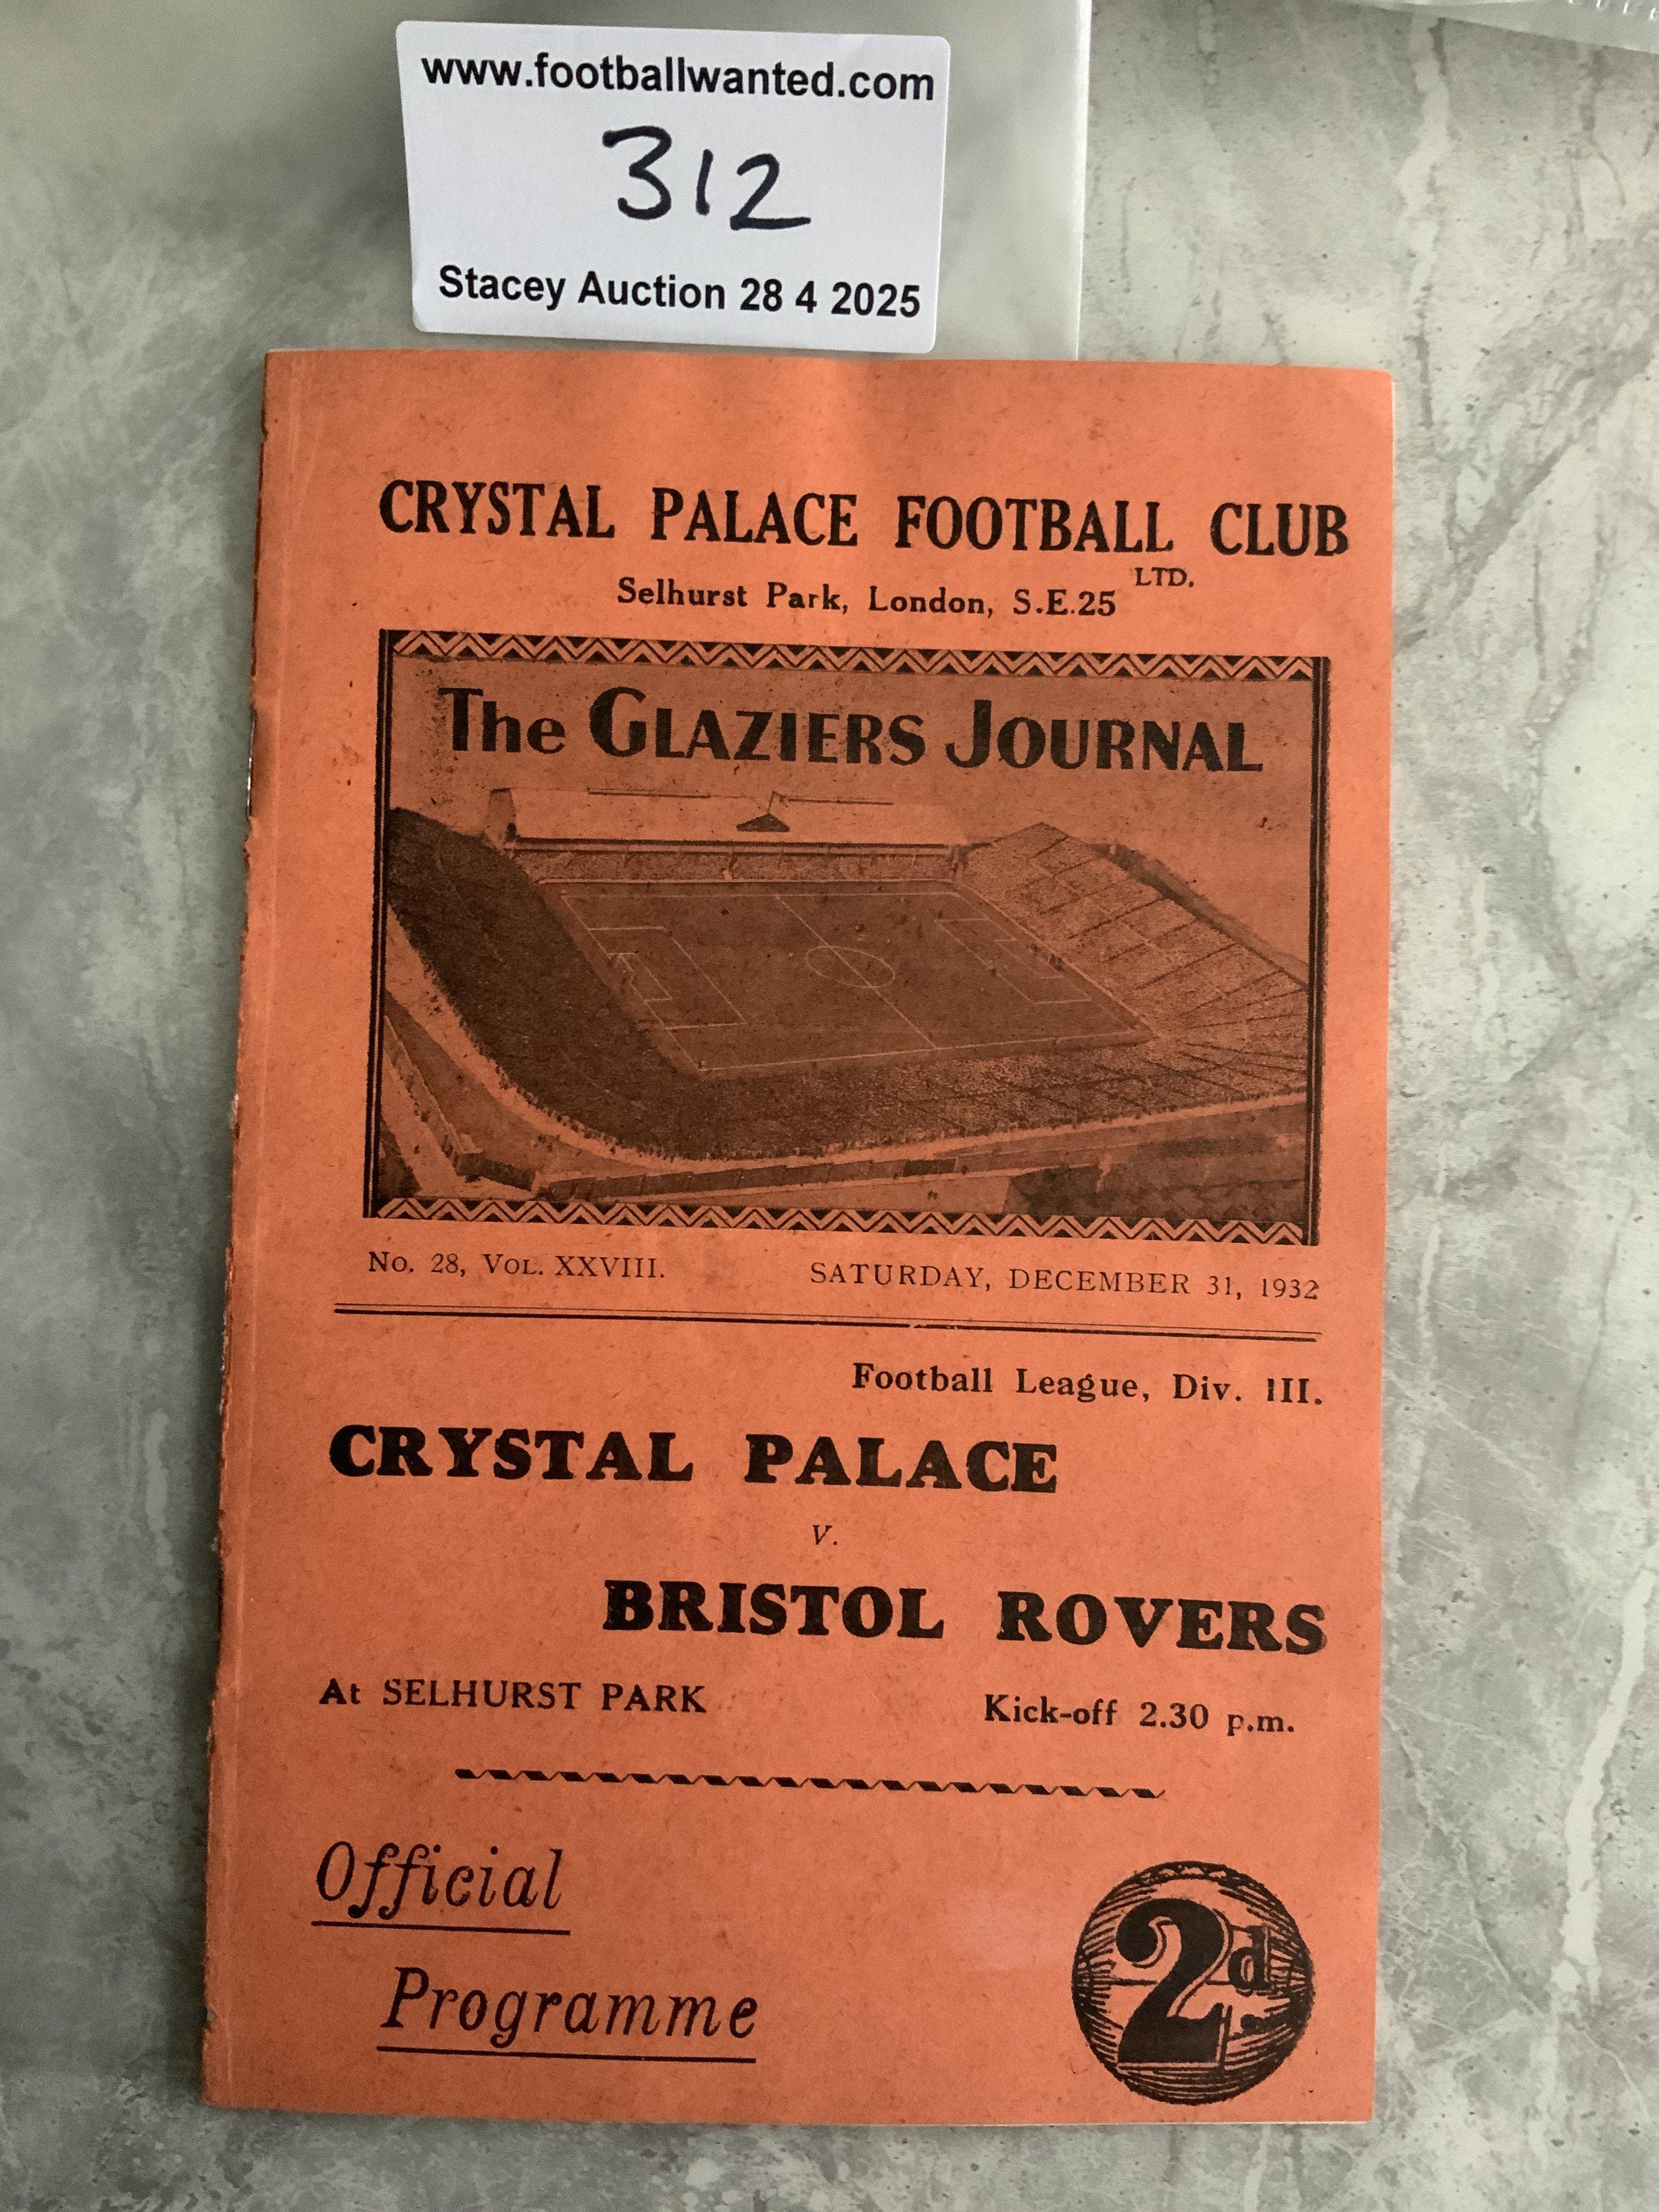 www.footballwanted.com
312
Stacey Auction 28 4 2025
CRYSTAL PALACE FOOTBALL CLUB
LTD.
Selhurst Park, London, S.E.25
The GLAZIERS JOURNAL
No. 28, VOL. XXVIII. SATURDAY, DECEMBER 31, 1932
Football League, Div. III.
CRYSTAL PALACE
v.
BRISTOL ROVERS
At SELHURST PARK Kick-off 2.30 p.m.
Official
Programme
2d.